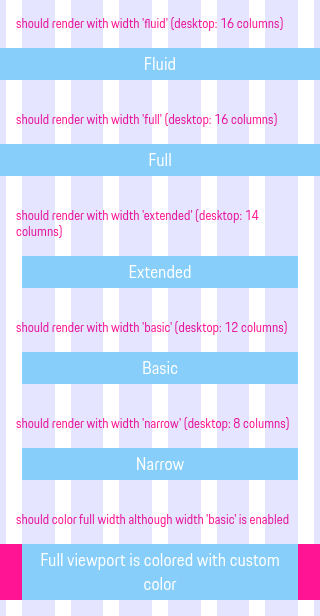 should render with width 'fluid' (desktop: 16 columns)
Fluid
should render with width 'full' (desktop: 16 columns)
Full
should render with width 'extended' (desktop: 14
columns)
Extended
should render with width 'basic' (desktop: 12 columns)
Basic
should render with width 'narrow' (desktop: 8 columns)
Narrow
should color full width although width 'basic' is enabled
Full viewport is colored with custom
color